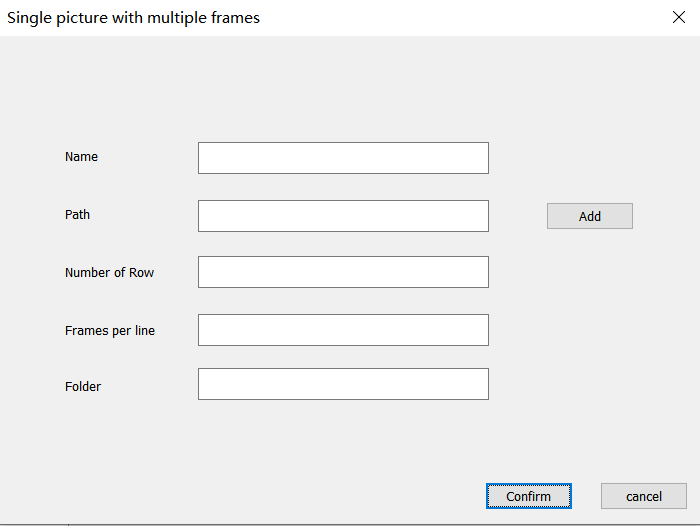 Single picture with multiple frames
Name
Path
Add
Number of Row
Frames per line
Folder
Confirm
cancel